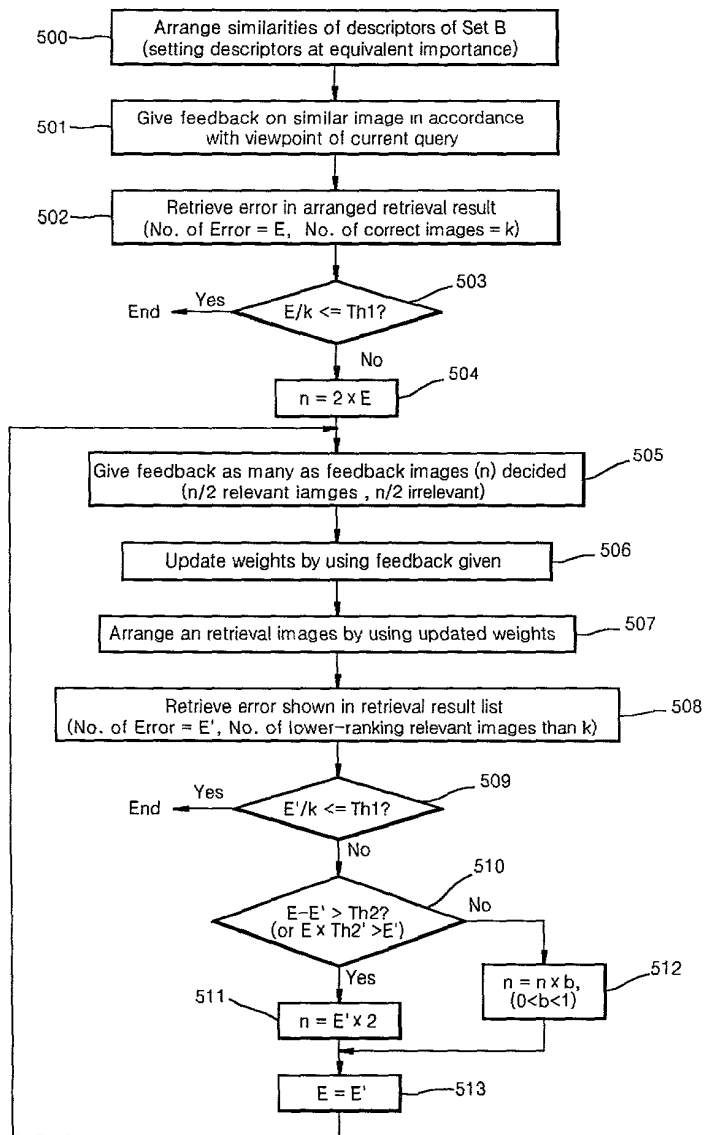 500
Arrange similarities of descriptors of Set B
(setting descriptors at equivalent importance)
501
Give feedback on similar image in accordance
with viewpoint of current query
502
Retrieve error in arranged retrieval result
(No. of Error = E, No. of correct images = k)
503
E/k <= Th1?
Yes
End
No
504
n = 2 x E
505
Give feedback as many as feedback images (n) decided
(n/2 relevant iamges , n/2 irrelevant)
506
Update weights by using feedback given
507
Arrange an retrieval images by using updated weights
508
Retrieve error shown in retrieval result list
(No. of Error = E', No. of lower-ranking relevant images than k)
509
E'/k <= Th1?
Yes
End
No
510
E-E' > Th2?
(or E x Th2' >E')
No
Yes
511
n = E' x 2
512
n = n x b,
(0<b<1)
E = E'
513